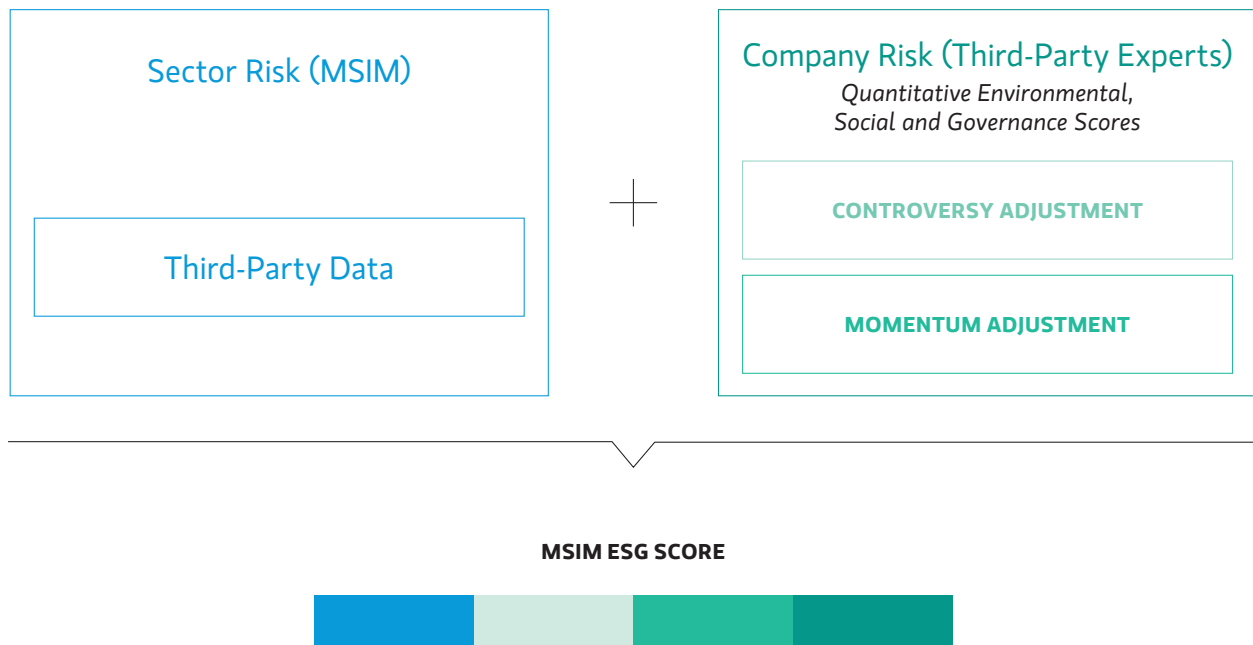 Sector Risk (MSIM)
Third-Party Data
Company Risk (Third-Party Experts)
Quantitative Environmental,
Social and Governance Scores
CONTROVERSY ADJUSTMENT
MOMENTUM ADJUSTMENT
MSIM ESG SCORE